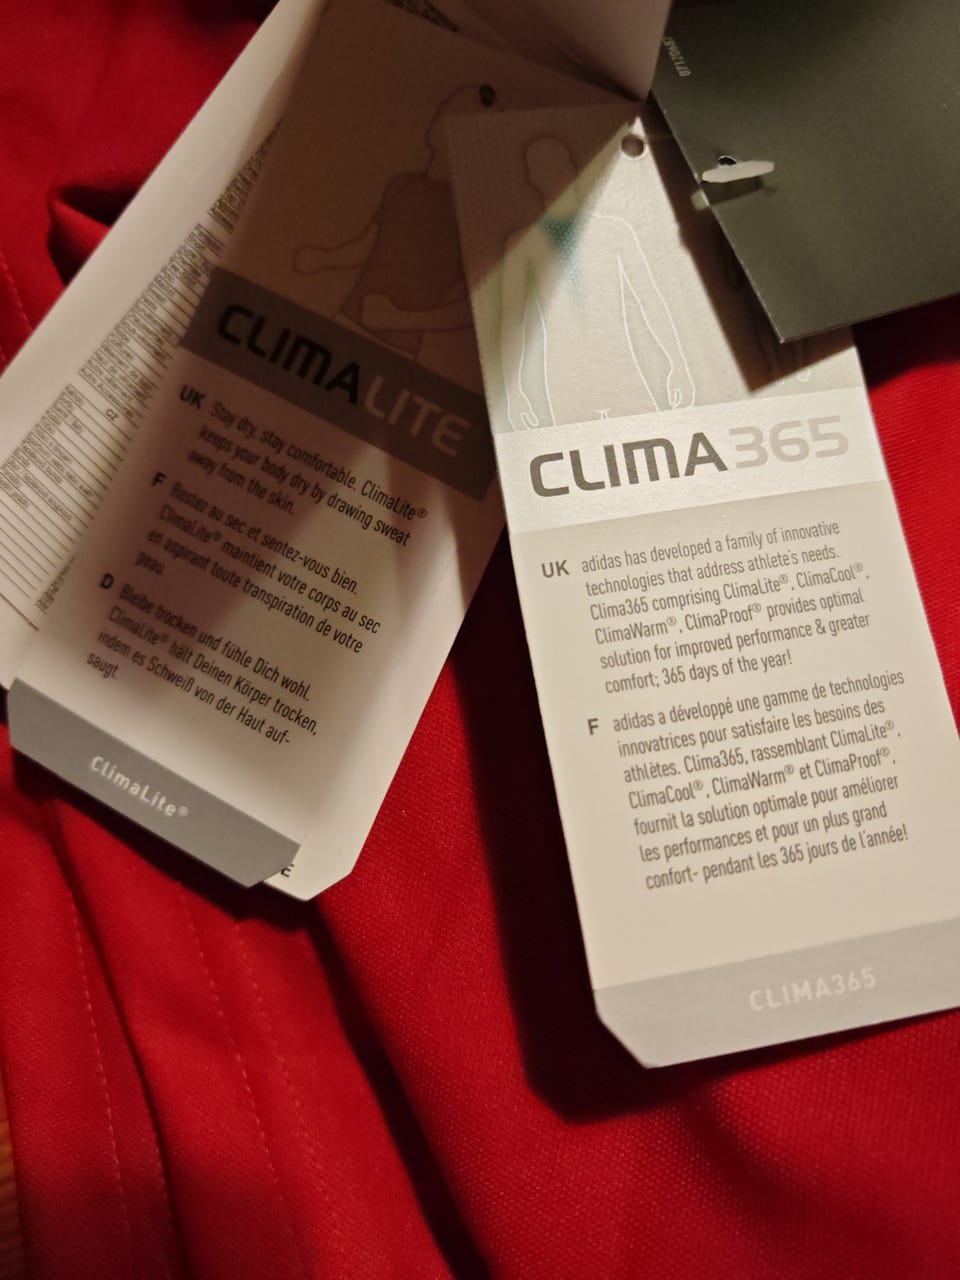 CLIMALITE
UK Stay dry, stay comfortable. ClimaLite®
keeps your body dry by drawing sweat
away from the skin.
F Restez au sec et sentez-vous bien.
ClimaLite® maintient votre corps au sec
en aspirant toute transpiration de votre
peau.
D Bleibe trocken und fühle Dich wohl.
ClimaLite® hält Deinen Körper trocken,
indem es Schweiß von der Haut auf-
saugt.
ClimaLite®
E
CZ
CLIMA365
UK adidas has developed a family of innovative
technologies that address athlete's needs.
Clima365 comprising ClimaLite®, ClimaCool®,
ClimaWarm®, ClimaProof® provides optimal
solution for improved performance & greater
comfort; 365 days of the year!
F adidas a développé une gamme de technologies
innovatrices pour satisfaire les besoins des
athlètes. Clima365, rassemblant ClimaLite®,
ClimaCool®, ClimaWarm® et ClimaProof®,
fournit la solution optimale pour améliorer
les performances et pour un plus grand
confort- pendant les 365 jours de l'année!
CLIMA365